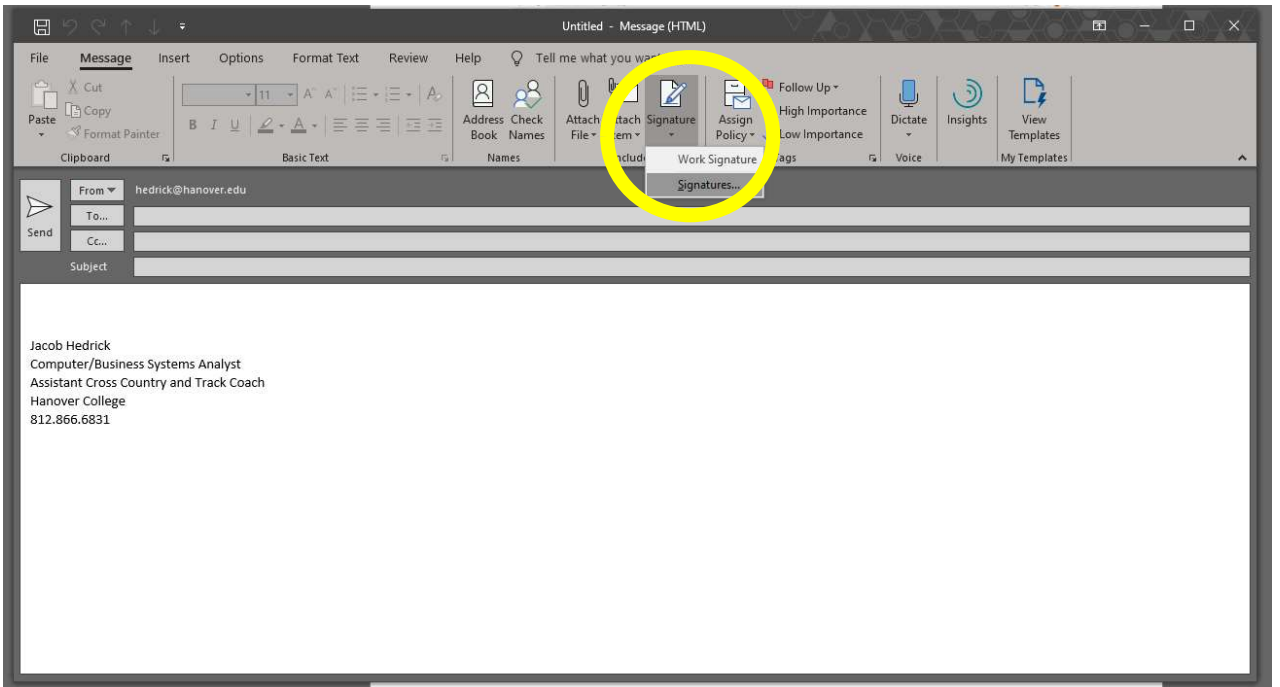 Untitled - Message (HTML)
File Message Insert Options Format Text Review Help Tell me what you
Cut
Copy
Paste
Format Painter
Clipboard
11
B I U
Basic Text
Address Book
Check Names
Names
Attach File
Signature
Work Signature
Signatures...
Assign Policy
Follow Up
High Importance
Low Importance
Dictate
Voice
Insights
View Templates
My Templates
Send
From hedrick@hanover.edu
To...
Cc...
Subject
Jacob Hedrick
Computer/Business Systems Analyst
Assistant Cross Country and Track Coach
Hanover College
812.866.6831